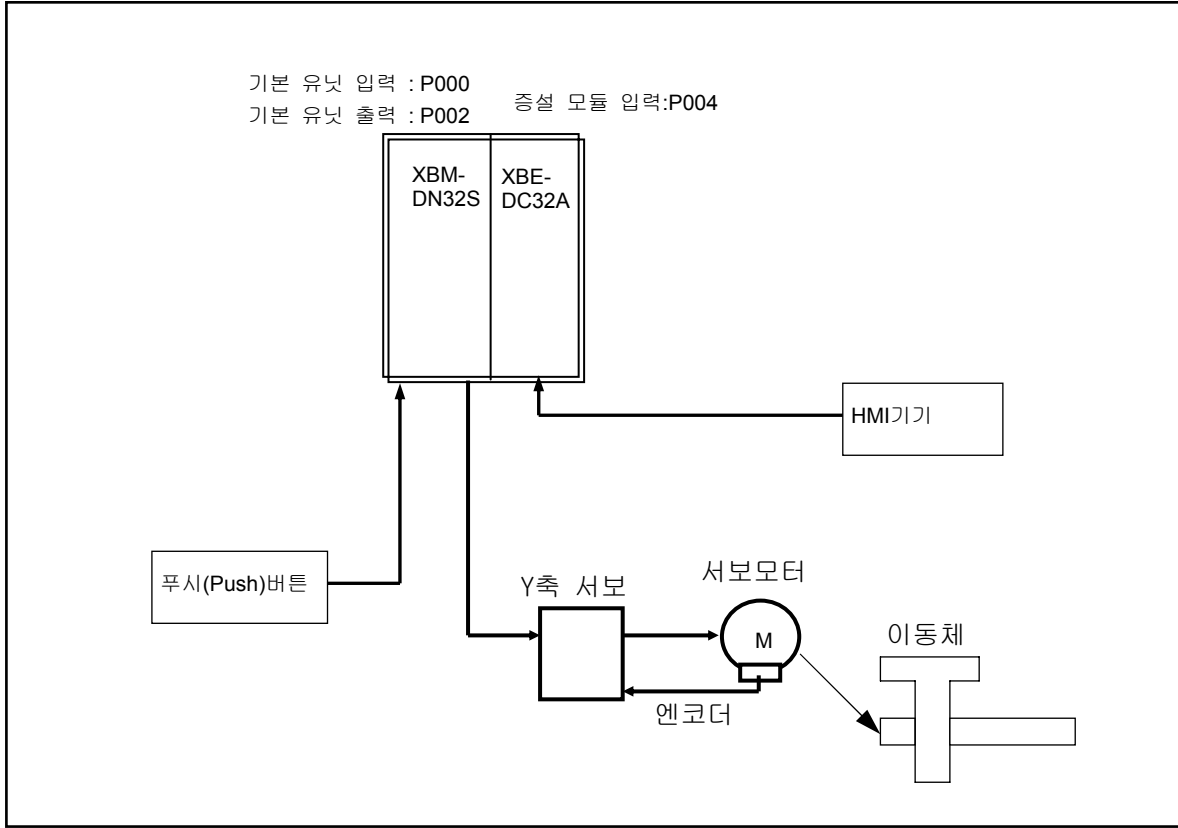 기본 유닛 입력 : P000
기본 유닛 출력 : P002
증설 모듈 입력:P004
XBM-
DN32S
XBE-
DC32A
HMI기기
푸시(Push)버튼
Y축 서보
서보모터
M
이동체
엔코더